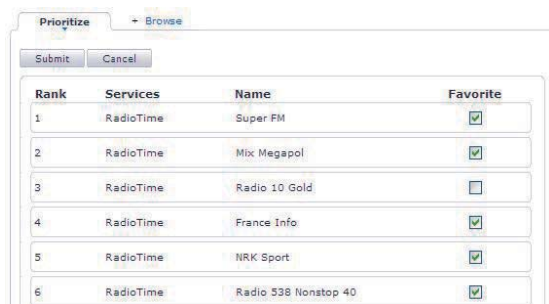 Prioritize + Browse
Submit Cancel
Rank Services Name Favorite
1 RadioTime Super FM
2 RadioTime Mix Megapol
3 RadioTime Radio 10 Gold
4 RadioTime France Info
5 RadioTime NRK Sport
6 RadioTime Radio 538 Nonstop 40